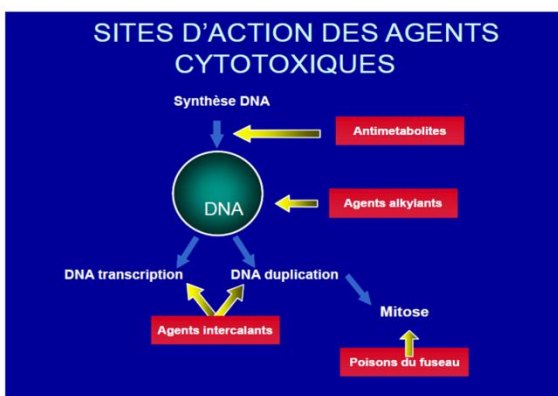 SITES D'ACTION DES AGENTS
CYTOTOXIQUES
Synthèse DNA
Antimetabolites
DNA
Agents alkylants
DNA transcription
DNA duplication
Mitose
Agents intercalants
Poisons du fuseau